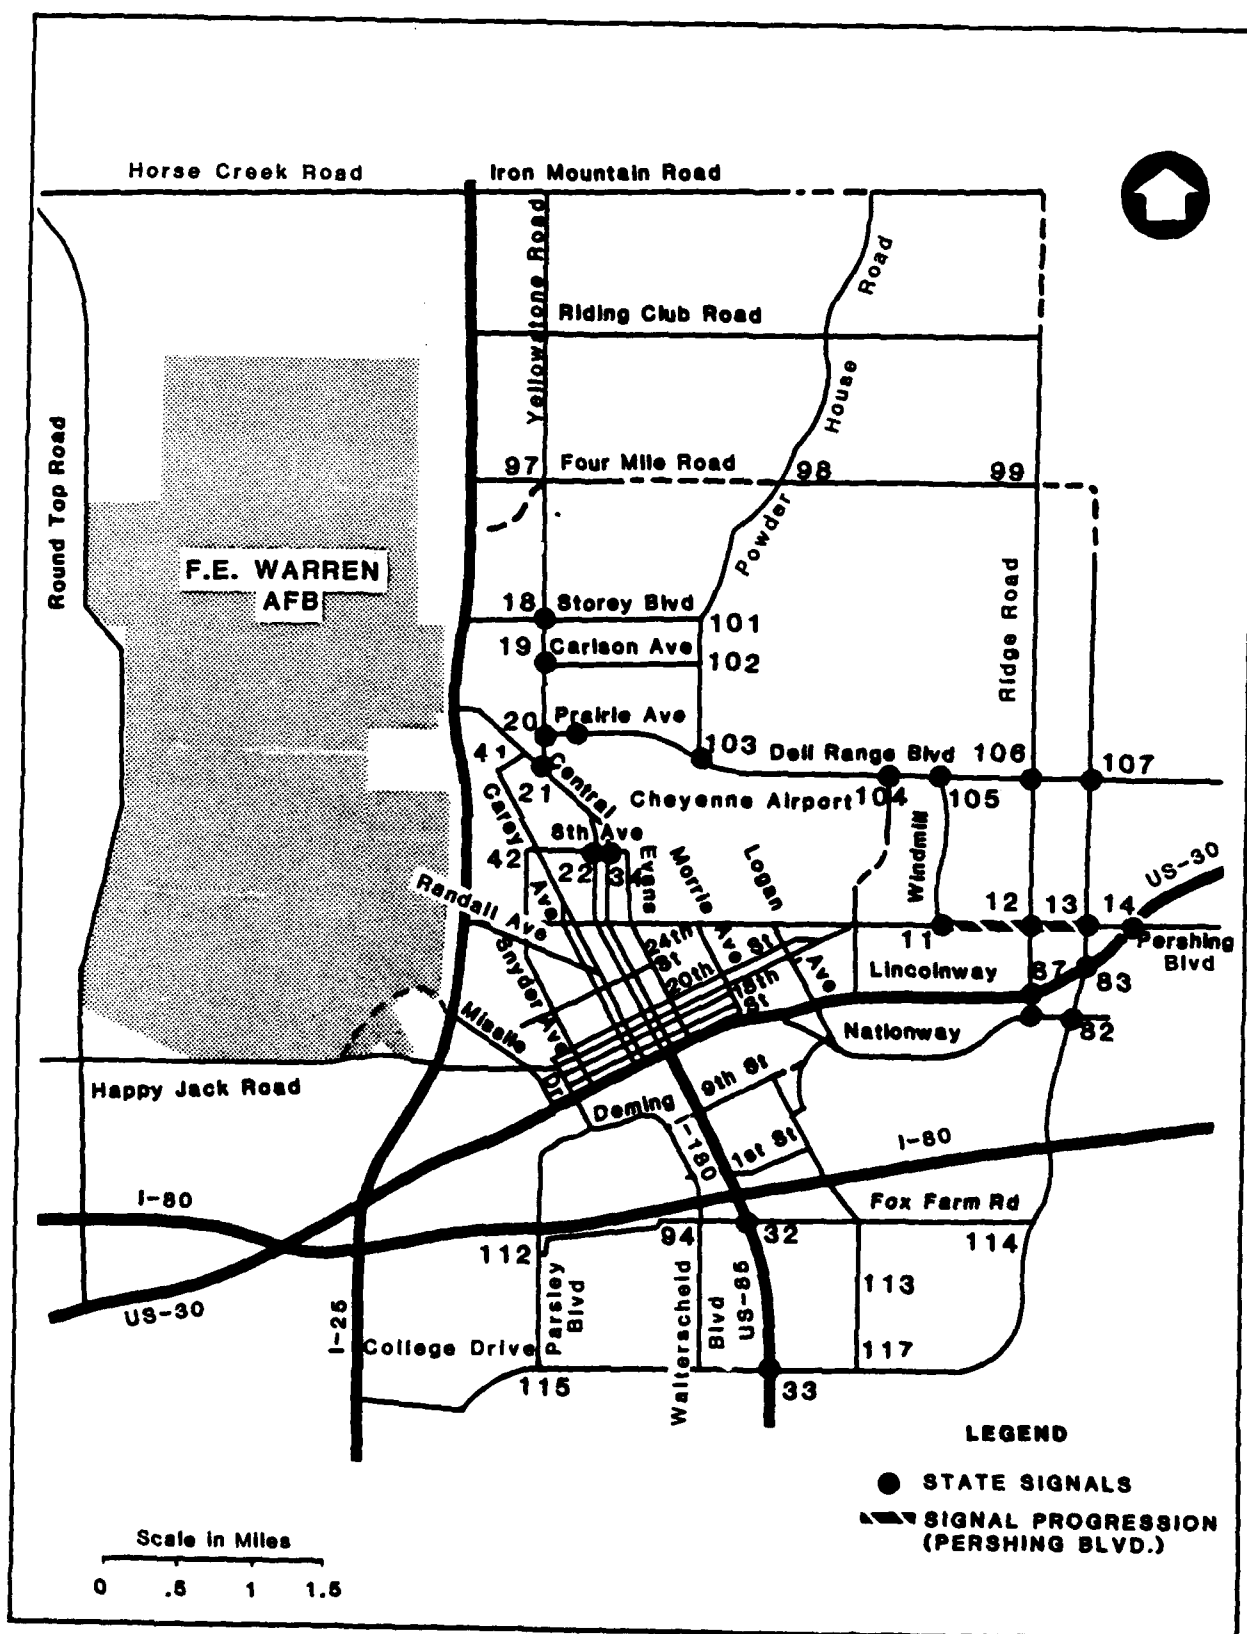 Horse Creek Road
Iron Mountain Road
Yellowstone Road
Road
Riding Club Road
House
Round Top Road
97
Four Mile Road
98
99
Powder
F.E. WARREN
AFB
Ridge Road
18
Storey Blvd
101
19
Carlson Ave
102
20
Prairie Ave
103
Dell Range Blvd
106
107
41
Central
21
Cheyenne Airport
104
105
Carey
Ave
8th Ave
42
22
34
Evans
Morris
Ave
Logan
Ave
Windmill
US-30
Randall Ave
11
12
13
14
Pershing
Blvd
Snyder Ave
24th
St
20th St
18th
St
Lincolnway
87
83
Missile
Dr
Nationway
82
Happy Jack Road
Deming
9th St
I-180
1st St
I-80
I-80
Fox Farm Rd
112
94
32
114
US-30
I-25
Parsley
Blvd
Walterscheid
Blvd
US-85
113
College Drive
117
115
33
LEGEND
STATE SIGNALS
SIGNAL PROGRESSION
(PERSHING BLVD.)
Scale in Miles
0 .5 1 1.5